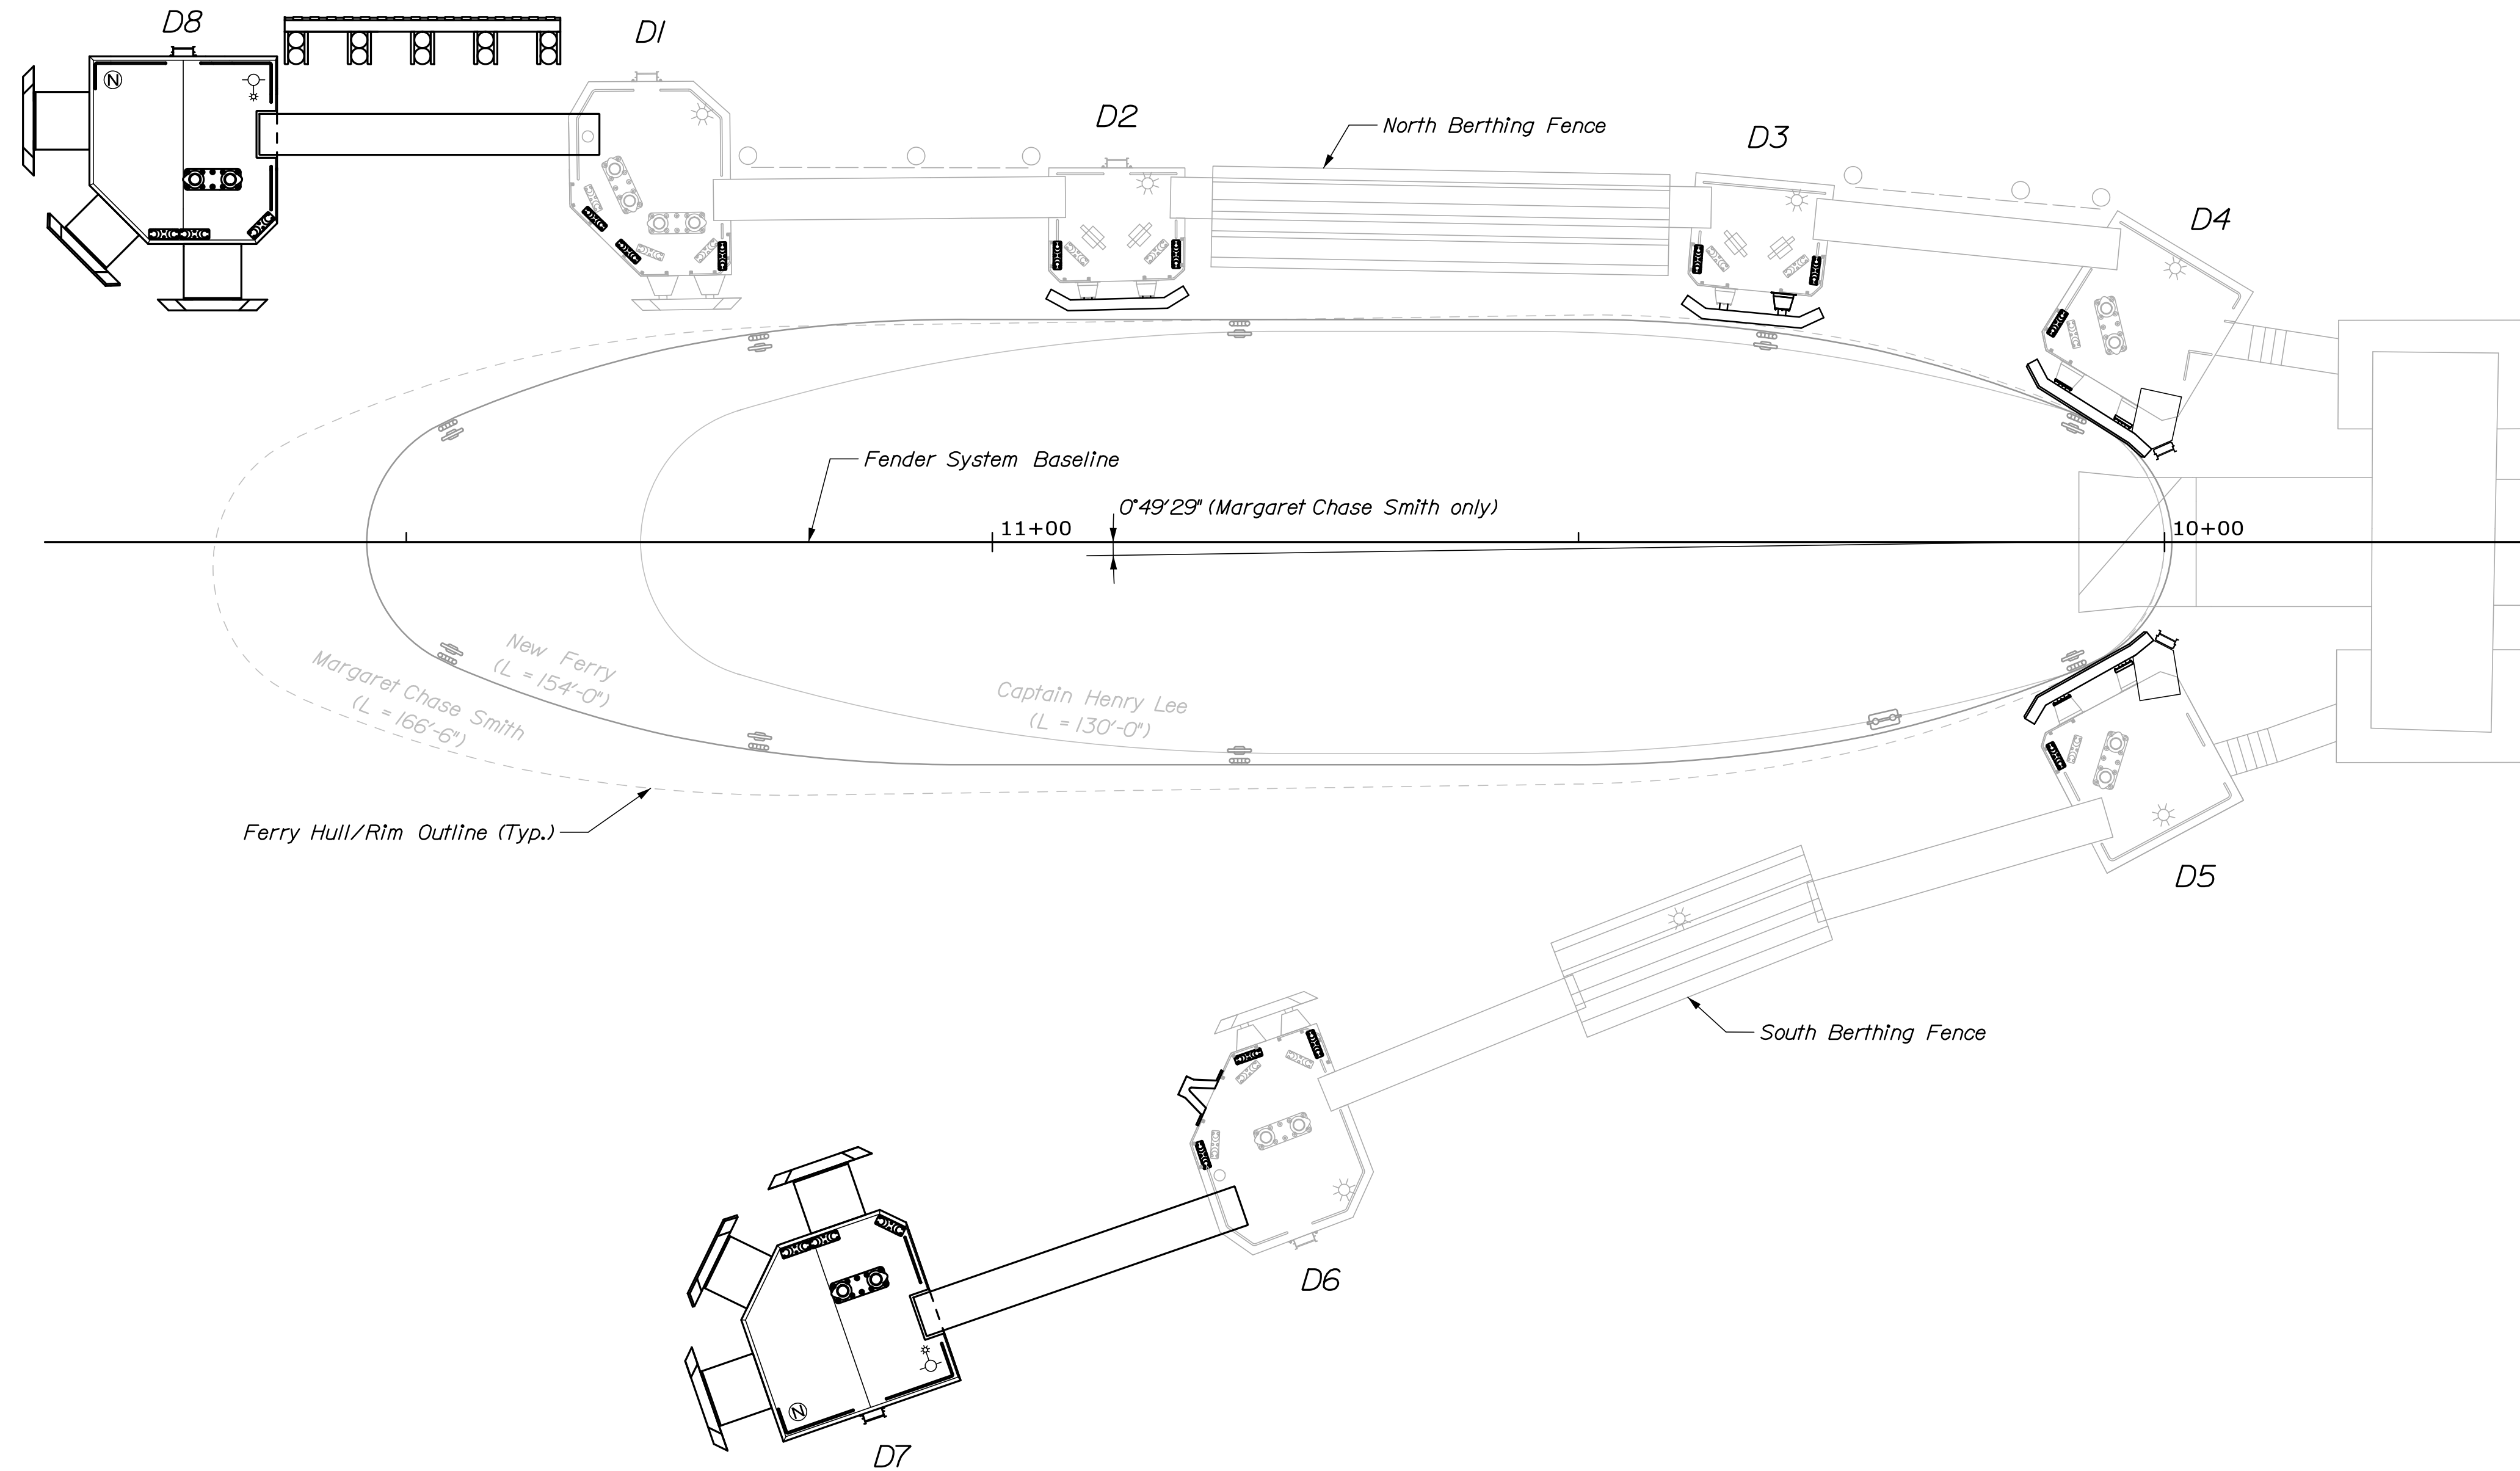 D8
D1
D2
North Berthing Fence
D3
D4
N
Fender System Baseline
0°49'29" (Margaret Chase Smith only)
11+00
10+00
New Ferry
(L = 154'-0")
Margaret Chase Smith
(L = 166'-6")
Captain Henry Lee
(L = 130'-0")
Ferry Hull/Rim Outline (Typ.)
D5
South Berthing Fence
D6
N
D7